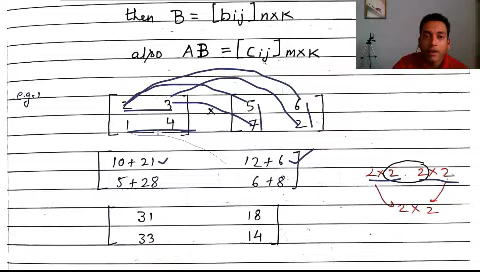 then B = [bij] n×K
also AB = [Cij] m×K
e.g.:
[2 3 1 4] × [5 6 7 2]
[10+21 12+6
5+28 6+8]
2×2 2×2
2×2
[31 18
33 14]